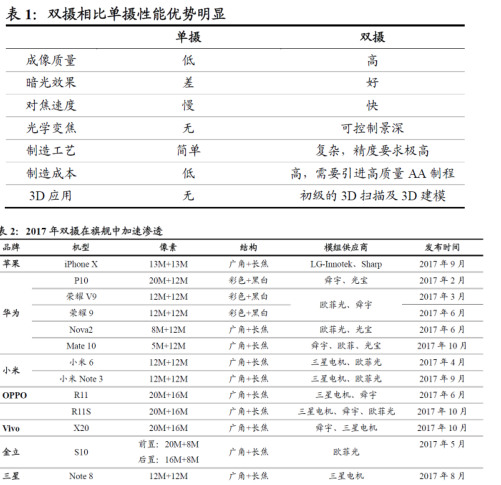 表 1：双摄相比单摄性能优势明显
单摄 双摄
成像质量 低 高
暗光效果 差 好
对焦速度 慢 快
光学变焦 无 可控制景深
制造工艺 简单 复杂，精度要求极高
制造成本 低 高，需要引进高质量 AA 制程
3D 应用 无 初级的 3D 扫描及 3D 建模
表 2：2017 年双摄在旗舰中加速渗透
品牌 机型 像素 结构 模组供应商 发布时间
苹果 iPhone X 13M+13M 广角+长焦 LG-Innotek、Sharp 2017 年 9 月
华为 P10 20M+12M 彩色+黑白 舜宇、光宝 2017 年 2 月
荣耀 V9 12M+12M 彩色+黑白 欧菲光、舜宇 2017 年 3 月
荣耀 9 12M+12M 彩色+黑白 2017 年 6 月
Nova2 8M+12M 广角+长焦 欧菲光、光宝 2017 年 6 月
Mate 10 5M+12M 广角+长焦 舜宇、欧菲、光宝 2017 年 10 月
小米 小米 6 12M+12M 广角+长焦 三星电机、欧菲光 2017 年 4 月
小米 Note 3 12M+12M 广角+长焦 三星电机、欧菲光 2017 年 9 月
OPPO R11 20M+16M 广角+长焦 三星电机、舜宇 2017 年 6 月
R11S 20M+16M 广角+长焦 三星电机、舜宇、欧菲光 2017 年 10 月
Vivo X20 20M+16M 广角+长焦 舜宇、三星电机 2017 年 10 月
金立 S10 前置：20M+8M 广角+长焦 欧菲光 2017 年 5 月
后置：16M+8M
三星 Note 8 12M+12M 广角+长焦 三星电机 2017 年 8 月